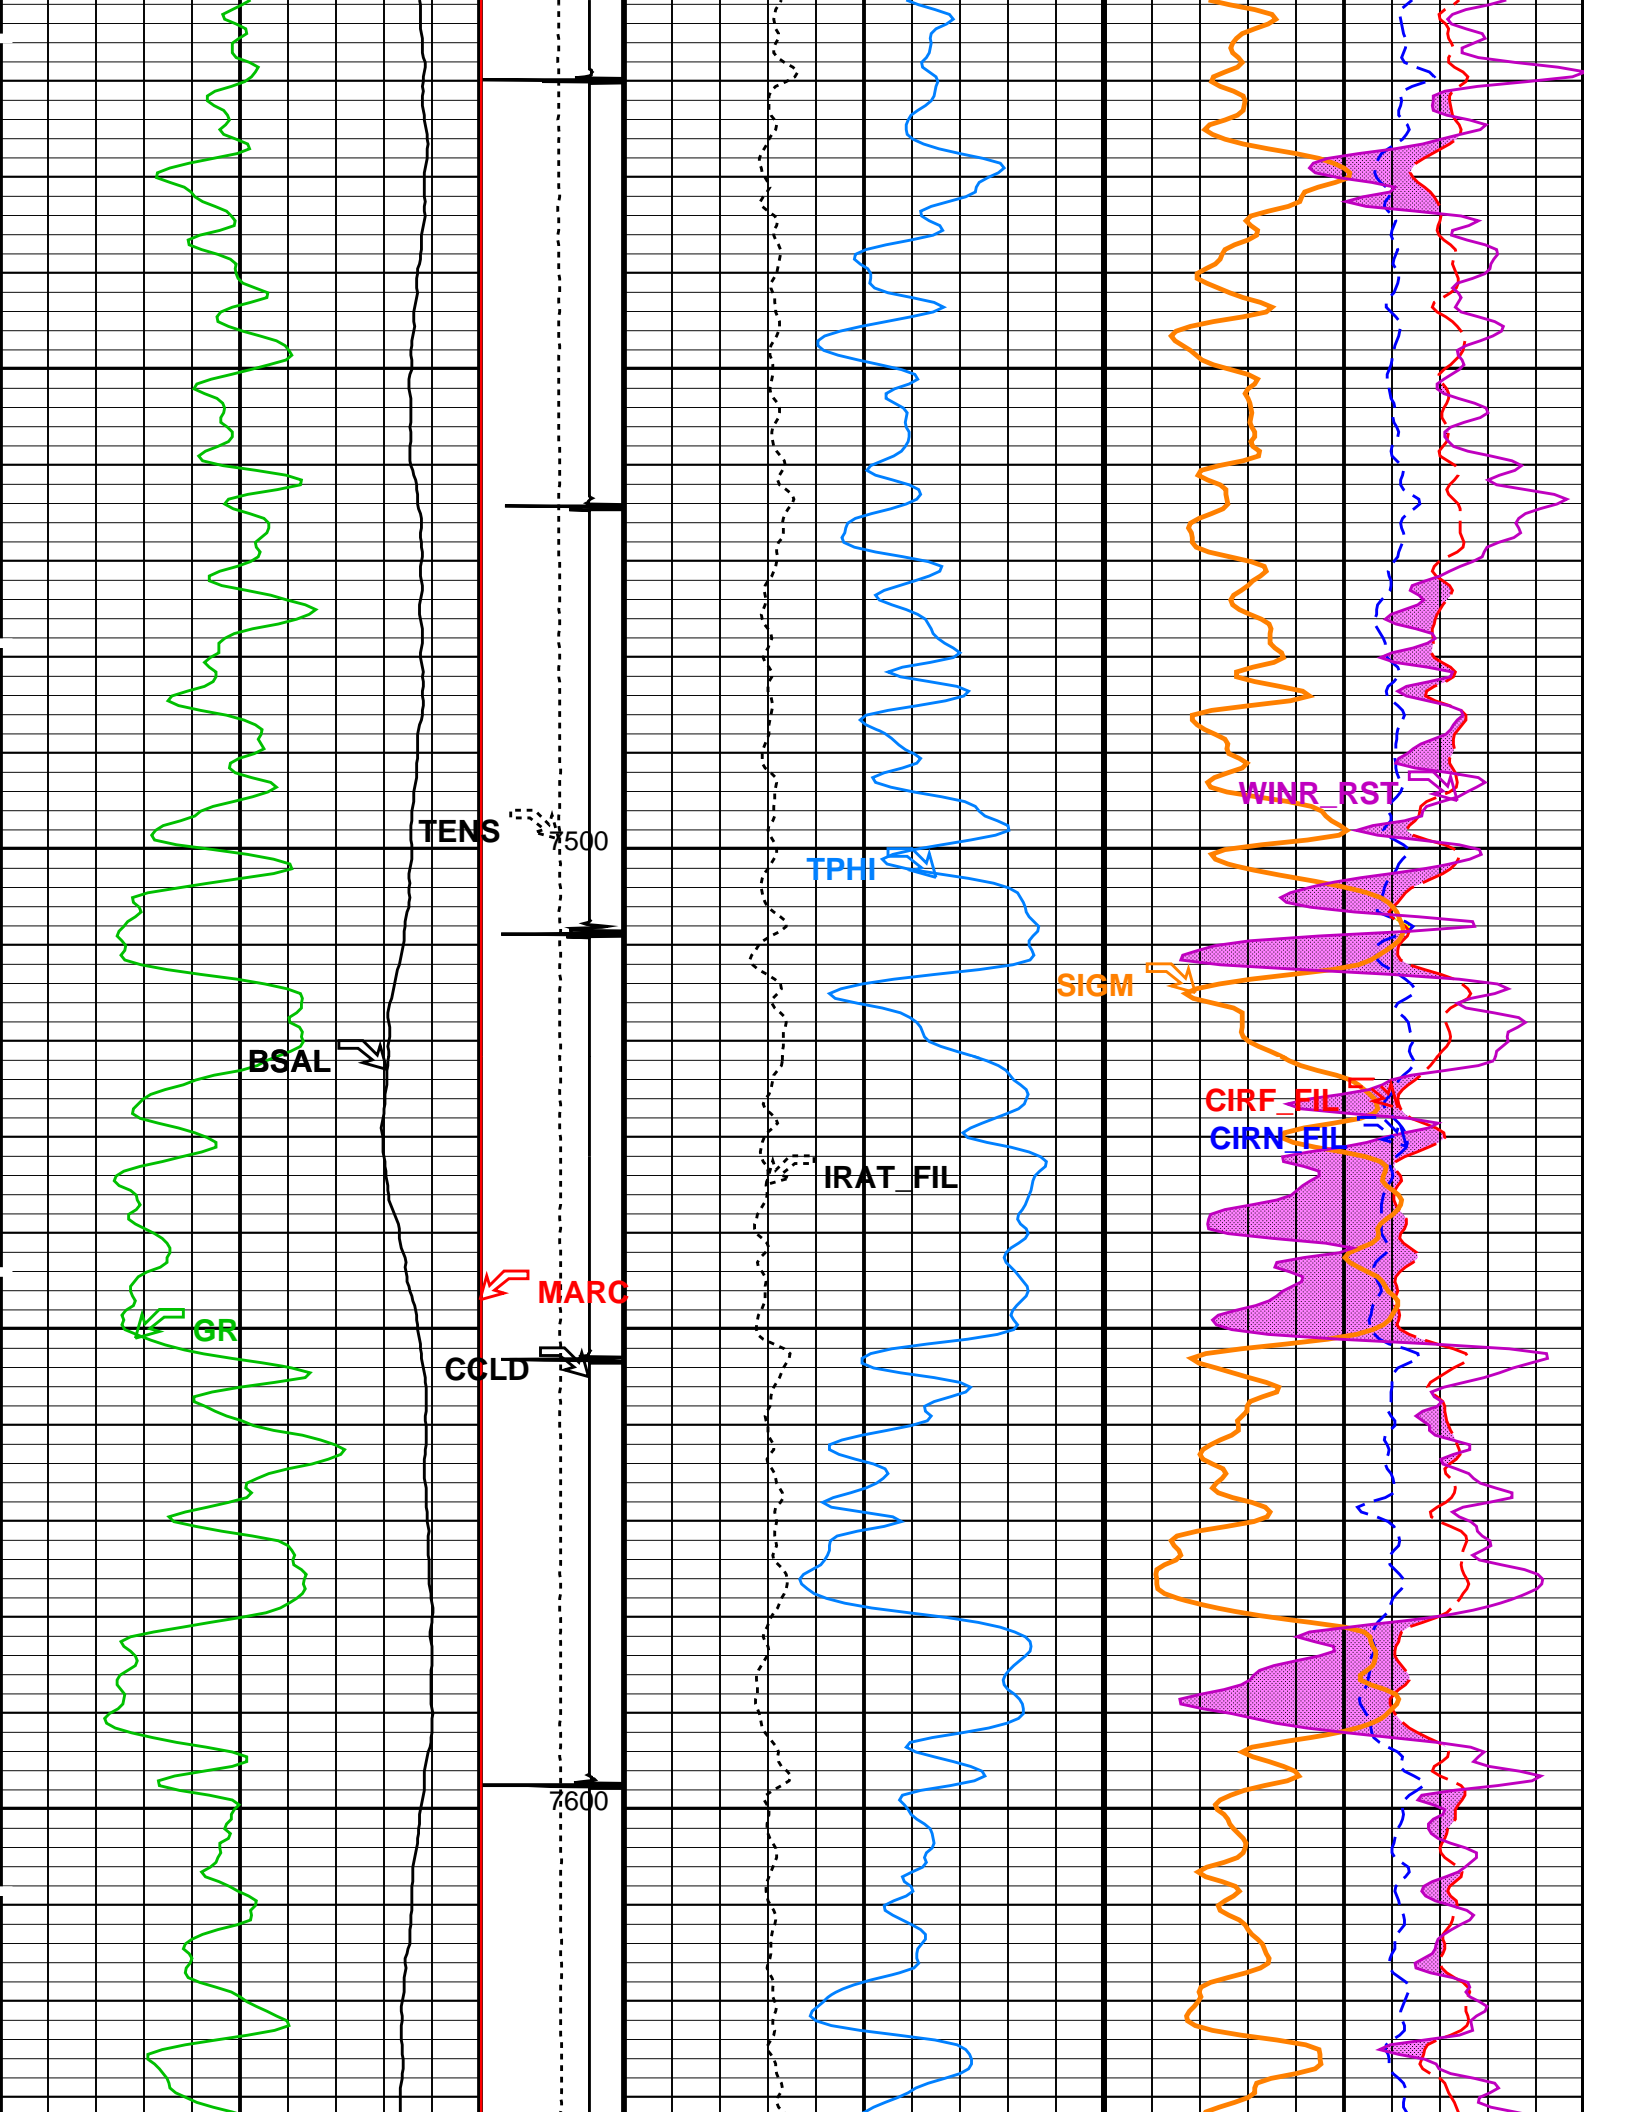 WINR_RST
TENS
7500
TPHI
SIGM
BSAL
CIRF_FIL
CIRN_FIL
IRAT_FIL
MARC
GR
CCLD
7600